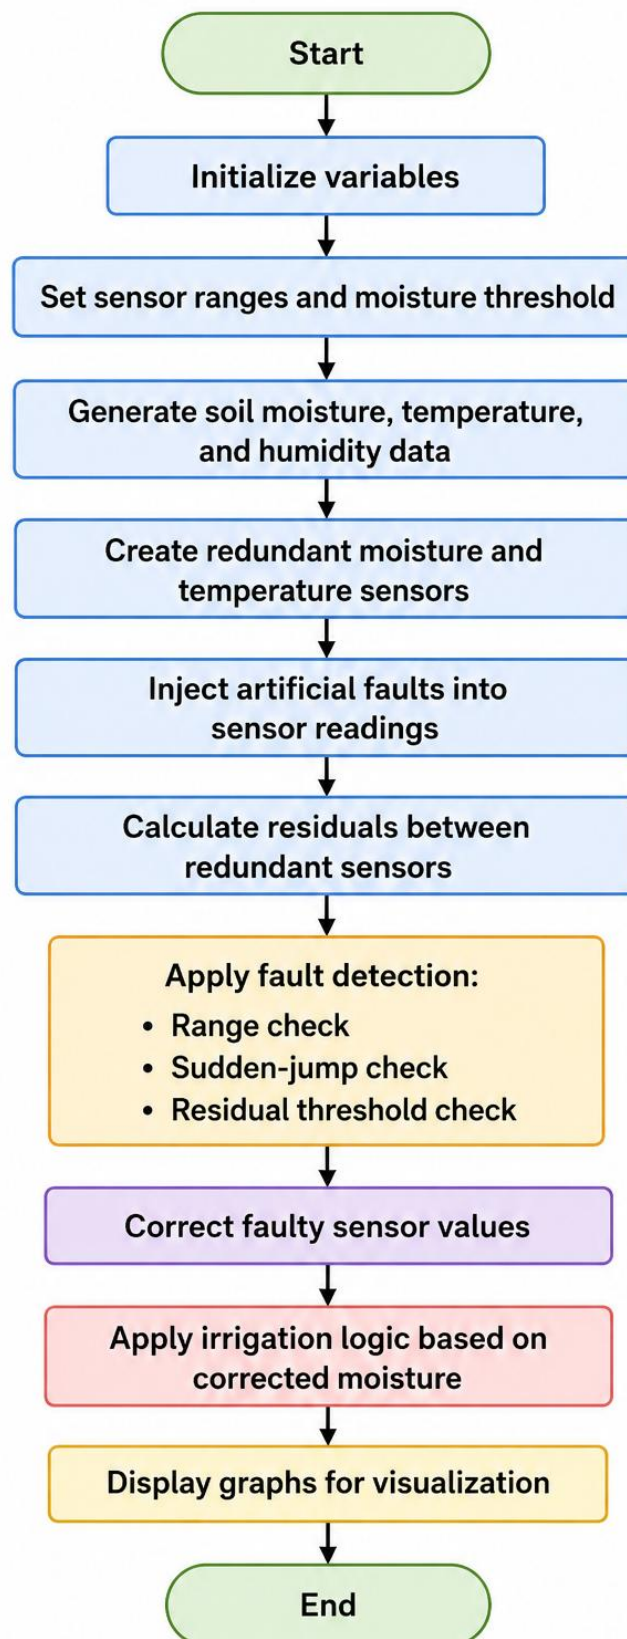 Start
Initialize variables
Set sensor ranges and moisture threshold
Generate soil moisture, temperature,
and humidity data
Create redundant moisture and
temperature sensors
Inject artificial faults into
sensor readings
Calculate residuals between
redundant sensors
Apply fault detection:
• Range check
• Sudden-jump check
• Residual threshold check
Correct faulty sensor values
Apply irrigation logic based on
corrected moisture
Display graphs for visualization
End